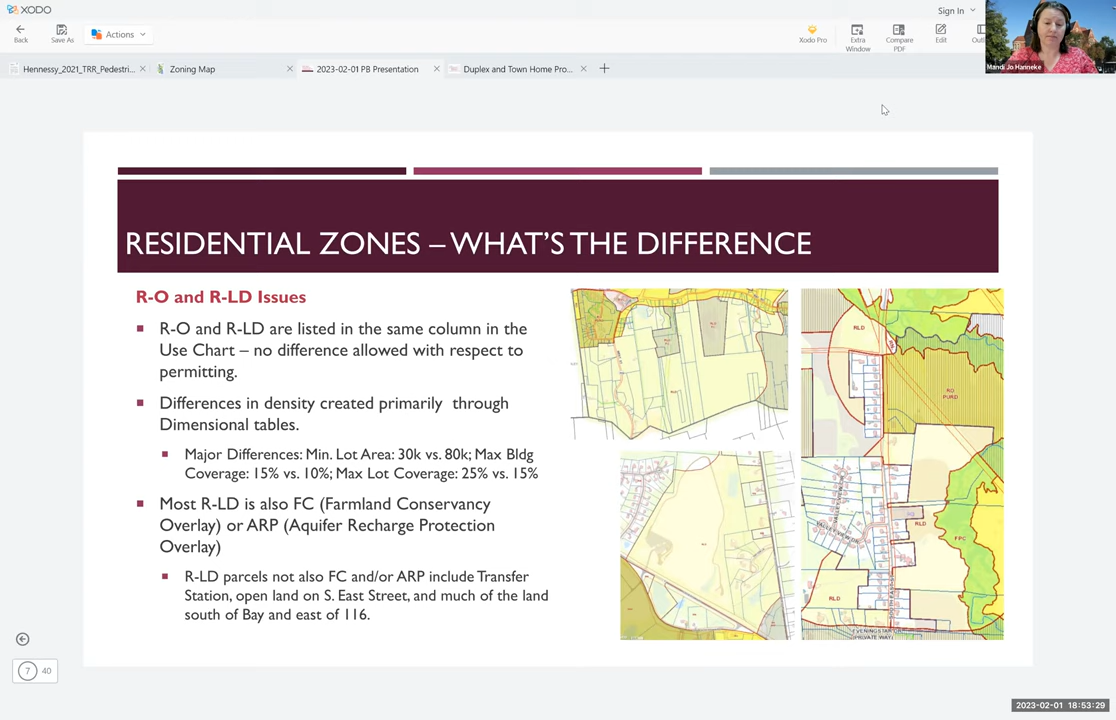 XODO
Sign In
Back
Save As
Actions
Xodo Pro
Extra Window
Compare PDF
Edit
Mandi Jo Hanneke
Hennessy_2021_TRR_Pedestri...
Zoning Map
2023-02-01 PB Presentation
Duplex and Town Home Pro...
RESIDENTIAL ZONES – WHAT'S THE DIFFERENCE
R-O and R-LD Issues
R-O and R-LD are listed in the same column in the
Use Chart – no difference allowed with respect to
permitting.
Differences in density created primarily through
Dimensional tables.
Major Differences: Min. Lot Area: 30k vs. 80k; Max Bldg
Coverage: 15% vs. 10%; Max Lot Coverage: 25% vs. 15%
Most R-LD is also FC (Farmland Conservancy
Overlay) or ARP (Aquifer Recharge Protection
Overlay)
R-LD parcels not also FC and/or ARP include Transfer
Station, open land on S. East Street, and much of the land
south of Bay and east of 116.
RLD
PURD
RLD
FPC
RLD
VALLEY VIEW DR
EVENINGSTAR
(PRIVATE WAY)
7
40
2023-02-01 18:53:29